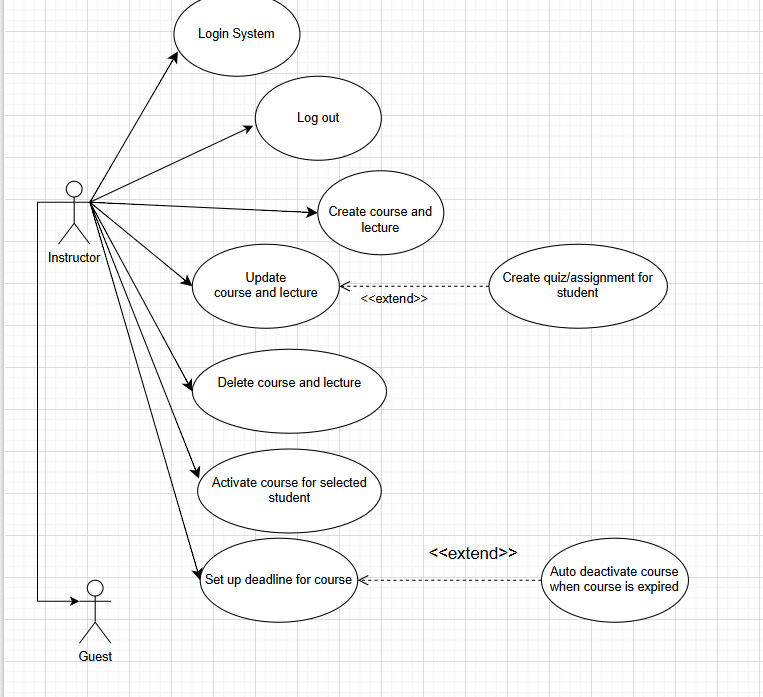 Login System
Log out
Create course and
lecture
Instructor
Update
course and lecture
<<extend>>
Create quiz/assignment for
student
Delete course and lecture
Activate course for selected
student
Set up deadline for course
<<extend>>
Auto deactivate course
when course is expired
Guest